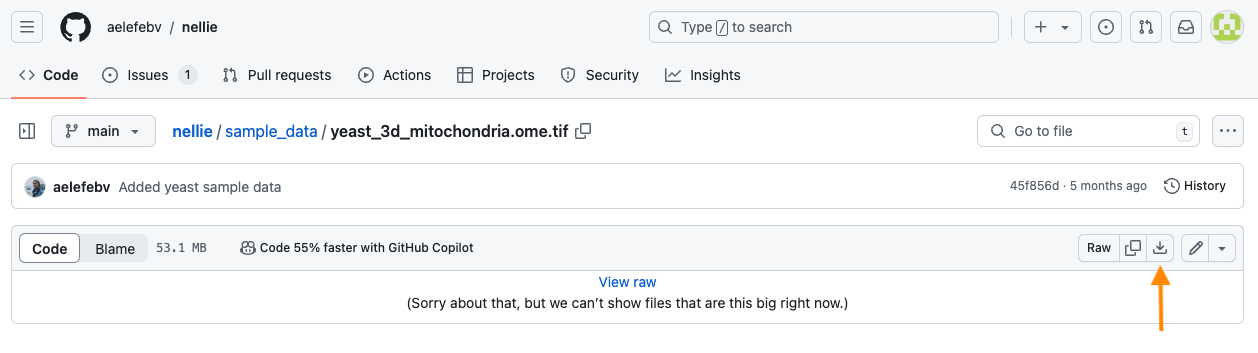 aelefebv / nellie
Type / to search
Code
Issues 1
Pull requests
Actions
Projects
Security
Insights
main
nellie / sample_data / yeast_3d_mitochondria.ome.tif
Go to file
t
aelefebv Added yeast sample data
45f856d · 5 months ago
History
Code
Blame
53.1 MB
Code 55% faster with GitHub Copilot
Raw
View raw
(Sorry about that, but we can’t show files that are this big right now.)